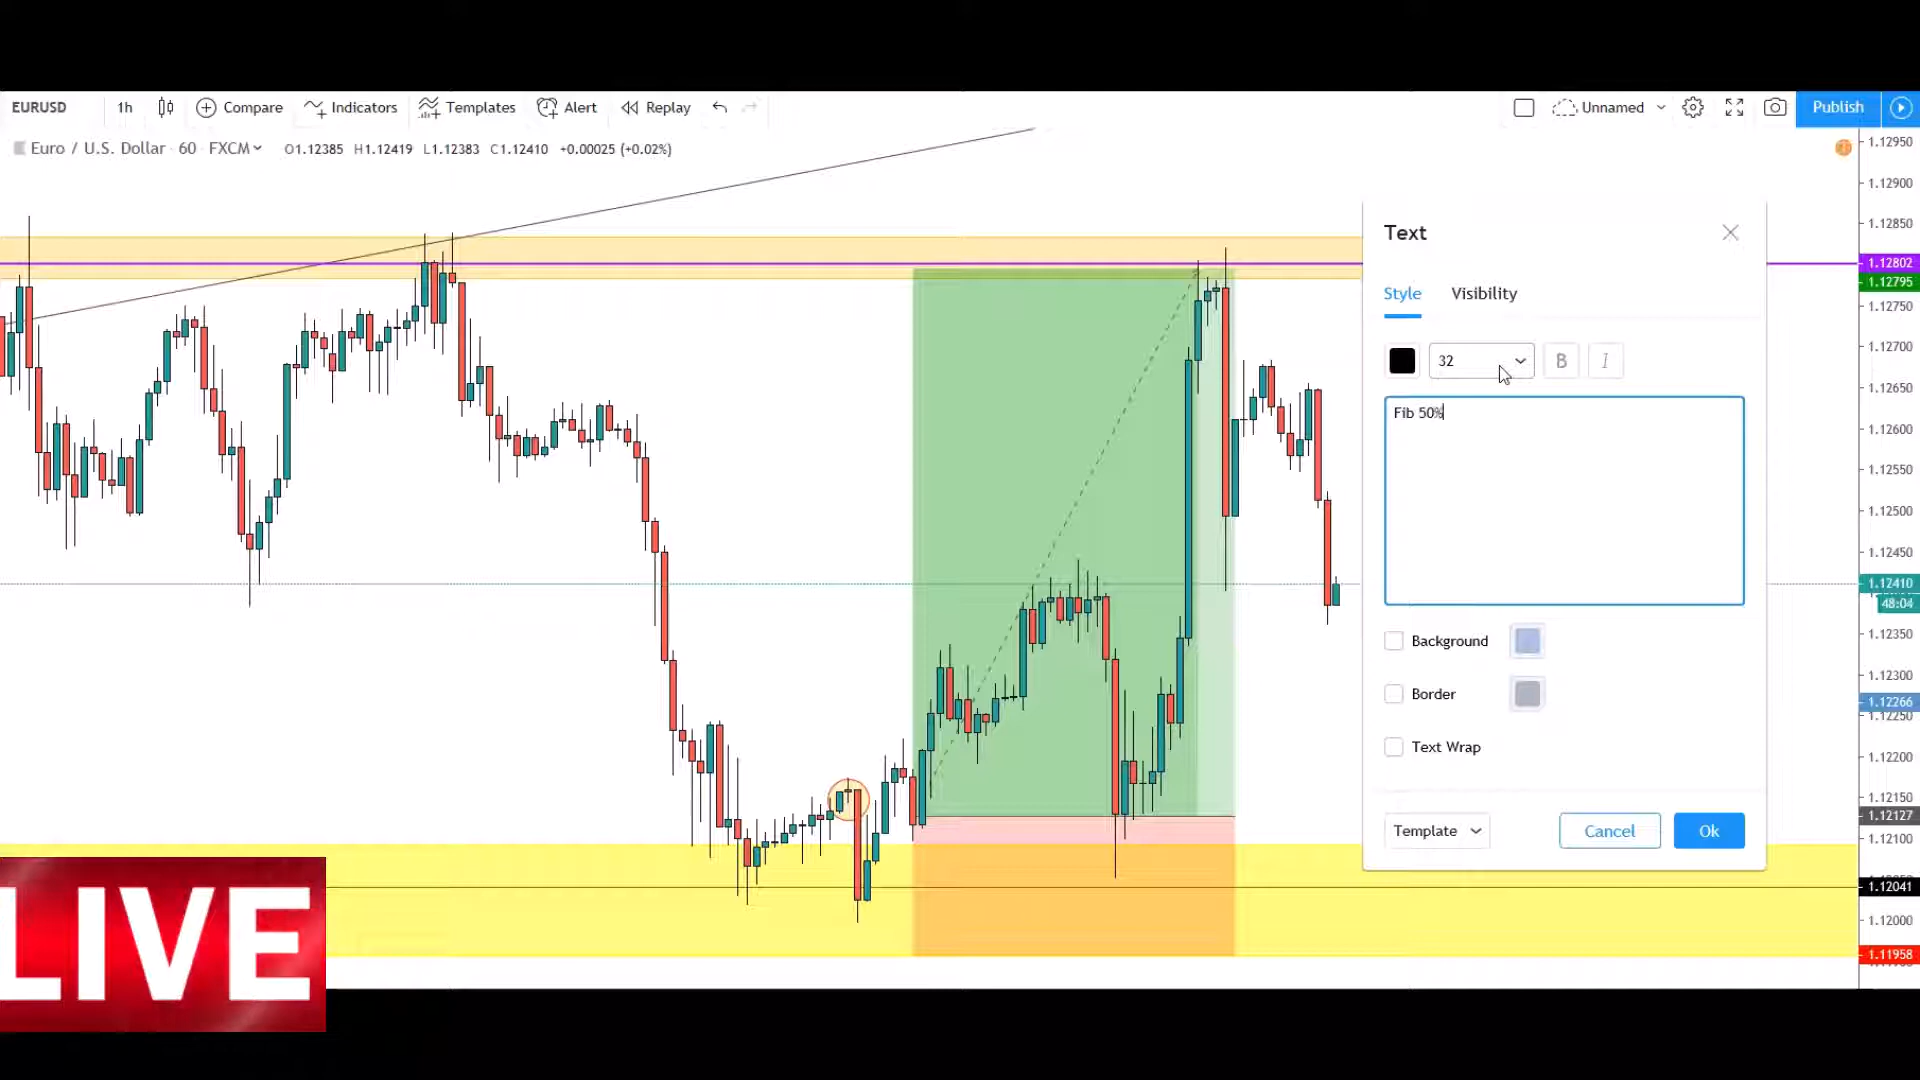 EURUSD 1h Compare Indicators Templates Alert Replay Unnamed Publish
Euro / U.S. Dollar · 60 · FXCM O1.12385 H1.12419 L1.12383 C1.12410 +0.00025 (+0.02%)
1.12950
1.12900
1.12850
1.12802
1.12795
1.12750
1.12700
1.12650
1.12600
1.12550
1.12500
1.12450
1.12410
48:04
1.12350
1.12300
1.12266
1.12250
1.12200
1.12150
1.12127
1.12100
1.12041
1.12000
1.11958
Text
Style Visibility
32 B I
Fib 50%
Background
Border
Text Wrap
Template Cancel Ok
LIVE